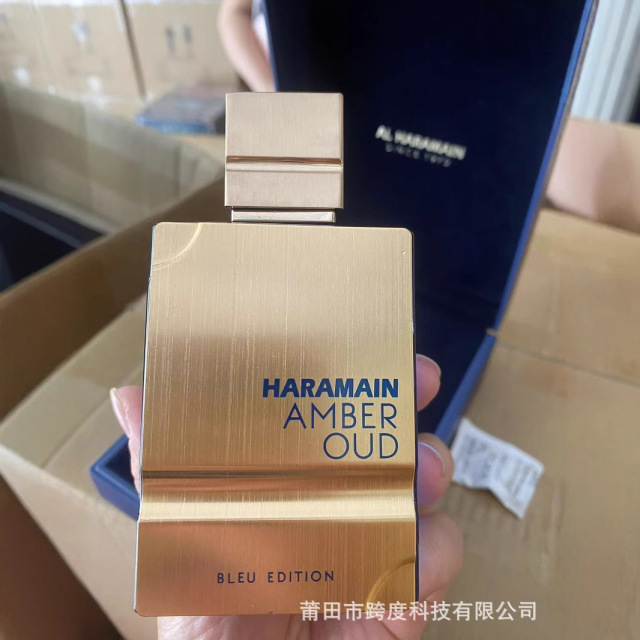 AL HARAMAIN
SINCE 1970
HARAMAIN
AMBER
OUD
BLEU EDITION
莆田市跨度科技有限公司